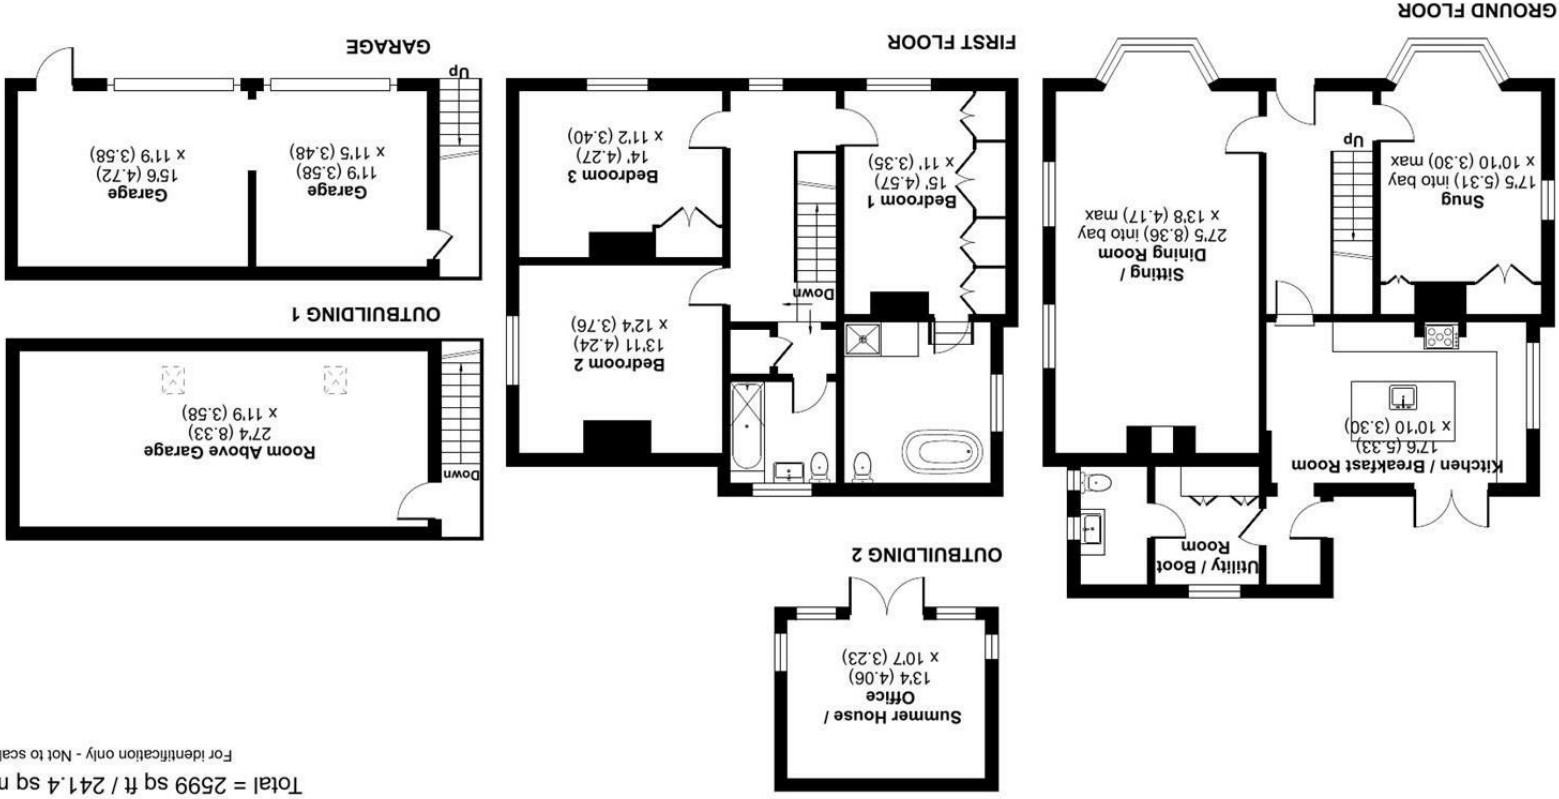 Total = 2599 sq ft / 241.4 sq
For identification only - Not to scal
Summer House /
Office
13'4 (4.06)
x 10'7 (3.23)
OUTBUILDING 2
Utility / Boot
Room
Kitchen / Breakfast Room
17'6 (5.33)
x 10'10 (3.30)
Sitting /
Dining Room
27'5 (8.36) into bay
x 13'8 (4.17) max
Snug
17'5 (5.31) into bay
x 10'10 (3.30) max
Up
GROUND FLOOR
Bedroom 2
13'11 (4.24)
x 12'4 (3.76)
Down
Bedroom 1
15' (4.57)
x 11' (3.35)
Bedroom 3
14' (4.27)
x 11'2 (3.40)
FIRST FLOOR
Down
Room Above Garage
27'4 (8.33)
x 11'9 (3.58)
OUTBUILDING 1
Garage
11'9 (3.58)
x 11'5 (3.48)
Garage
15'6 (4.72)
x 11'9 (3.58)
Up
GARAGE